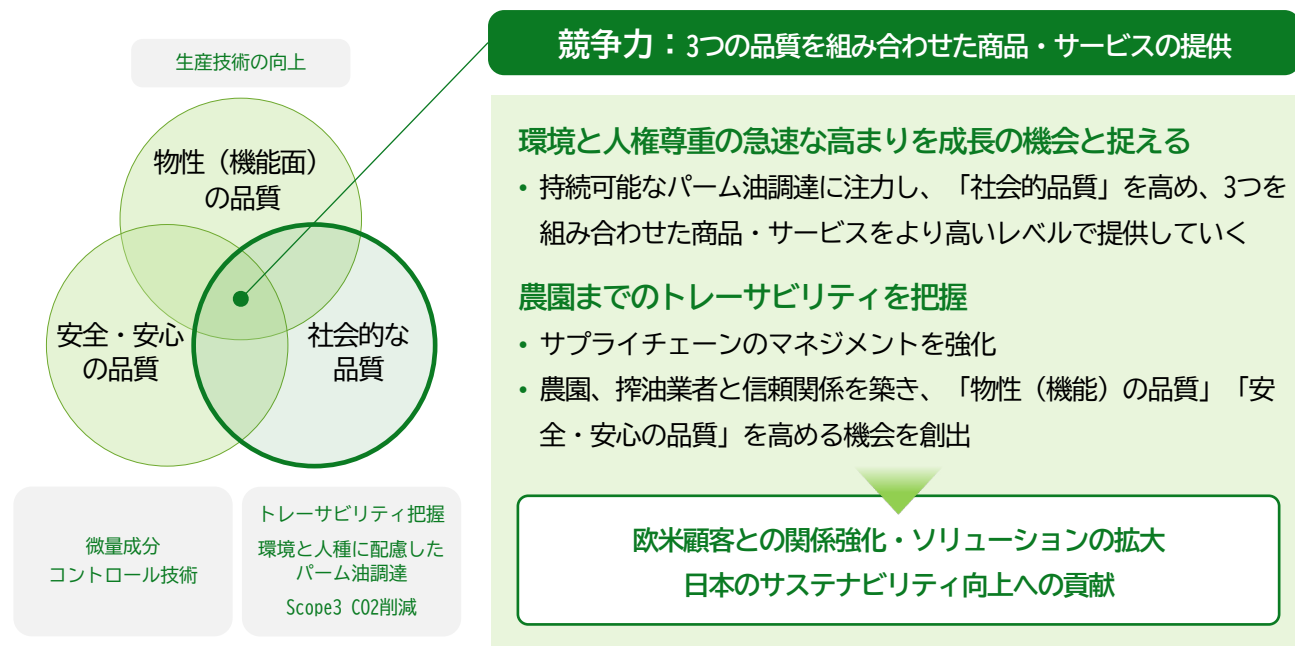 生産技術の向上
物性（機能面）
の品質
安全・安心
の品質
社会的な
品質
微量成分
コントロール技術
トレーサビリティ把握
環境と人種に配慮した
パーム油調達
Scope3 CO2削減
競争力：3つの品質を組み合わせた商品・サービスの提供
環境と人権尊重の急速な高まりを成長の機会と捉える
• 持続可能なパーム油調達に注力し、「社会的品質」を高め、3つを
組み合わせた商品・サービスをより高いレベルで提供していく
農園までのトレーサビリティを把握
• サプライチェーンのマネジメントを強化
• 農園、搾油業者と信頼関係を築き、「物性（機能）の品質」「安
全・安心の品質」を高める機会を創出
欧米顧客との関係強化・ソリューションの拡大
日本のサステナビリティ向上への貢献